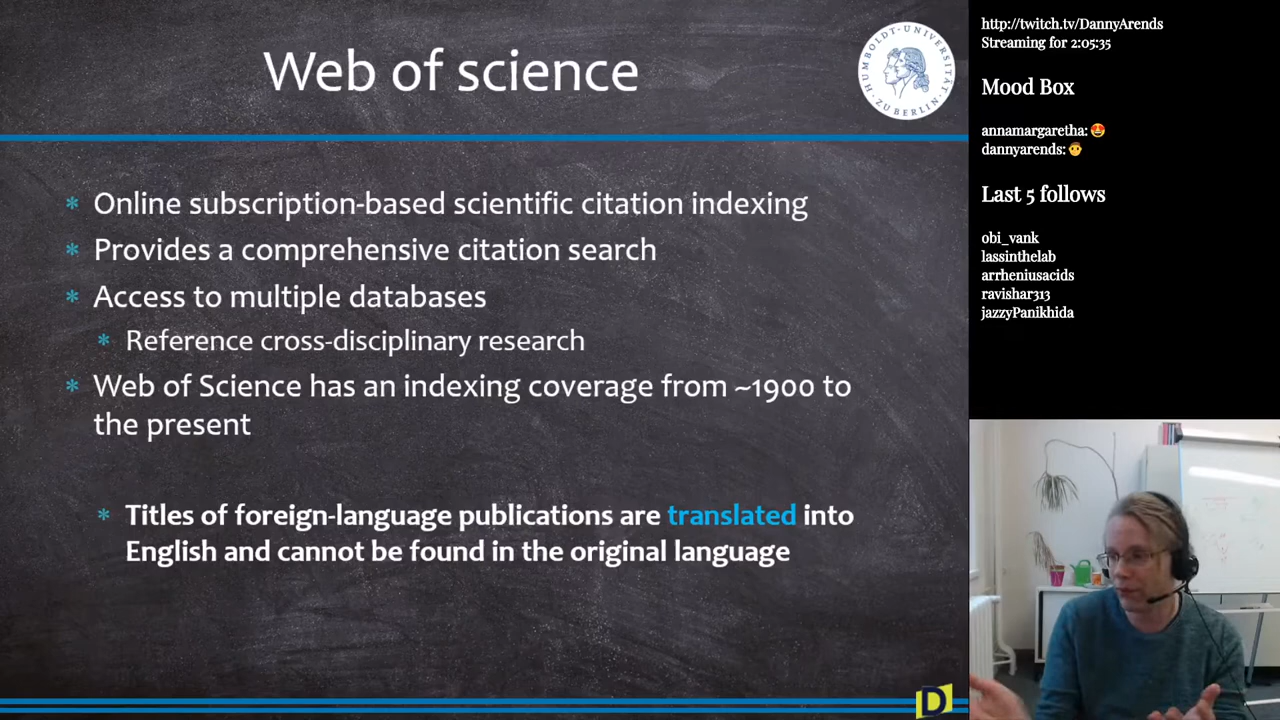 Web of science
HUMBOLDT-UNIVERSITÄT
ZU BERLIN
* Online subscription-based scientific citation indexing
* Provides a comprehensive citation search
* Access to multiple databases
* Reference cross-disciplinary research
* Web of Science has an indexing coverage from ~1900 to
the present
* Titles of foreign-language publications are translated into
English and cannot be found in the original language
D
http://twitch.tv/DannyArends
Streaming for 2:05:35
Mood Box
annamargaretha: 😍
dannyarends: 👨
Last 5 follows
obi_vank
lassinthelab
arrheniusacids
ravishar313
jazzyPanikhida